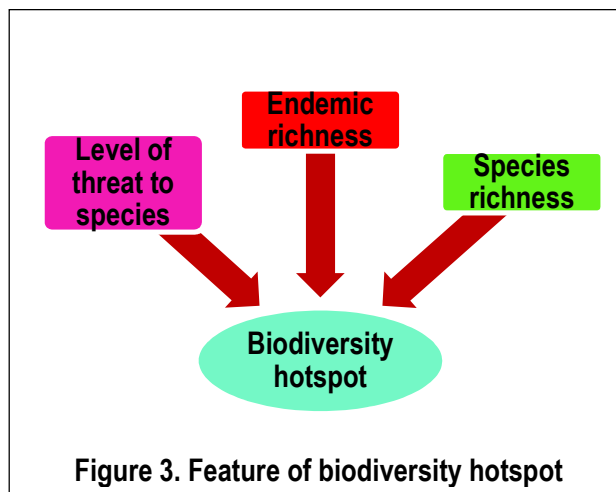 Endemic
richness
Level of
threat to
species
Species
richness
Biodiversity
hotspot
Figure 3. Feature of biodiversity hotspot